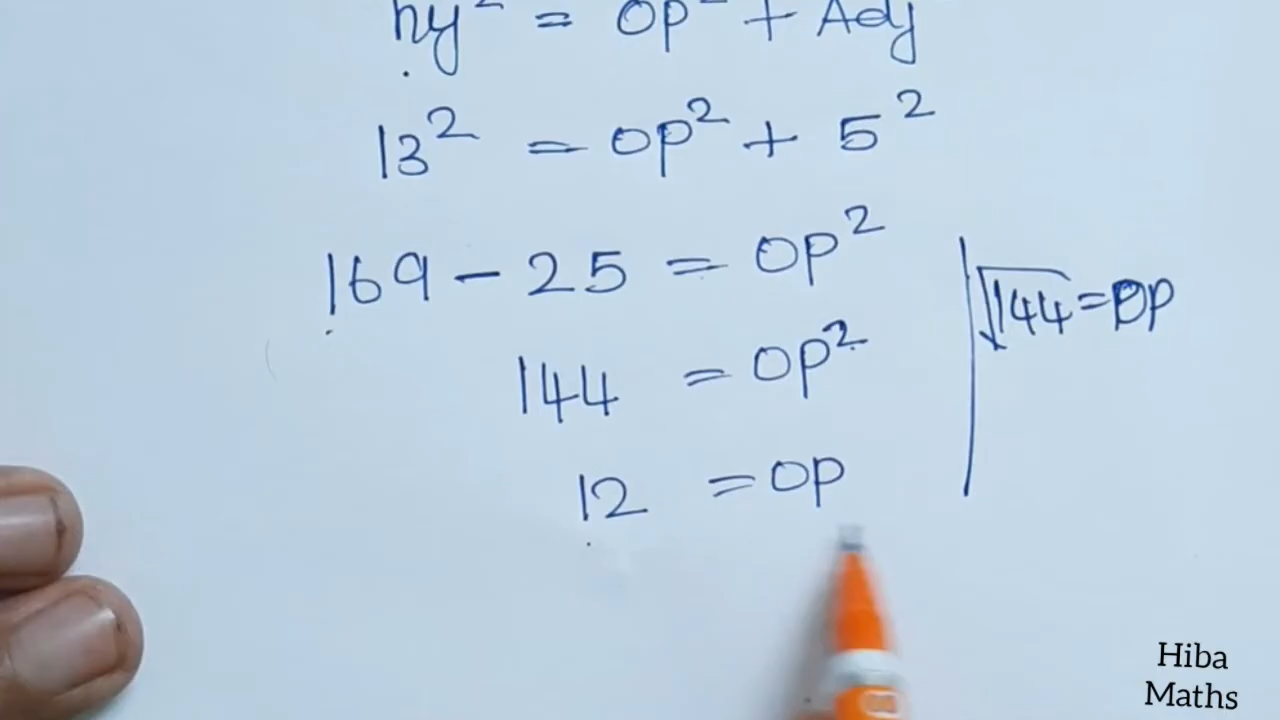 hy² = OP² + Adj
13² = OP² + 5²
169 - 25 = OP²
√144 = OP
144 = OP²
12 = OP
Hiba
Maths